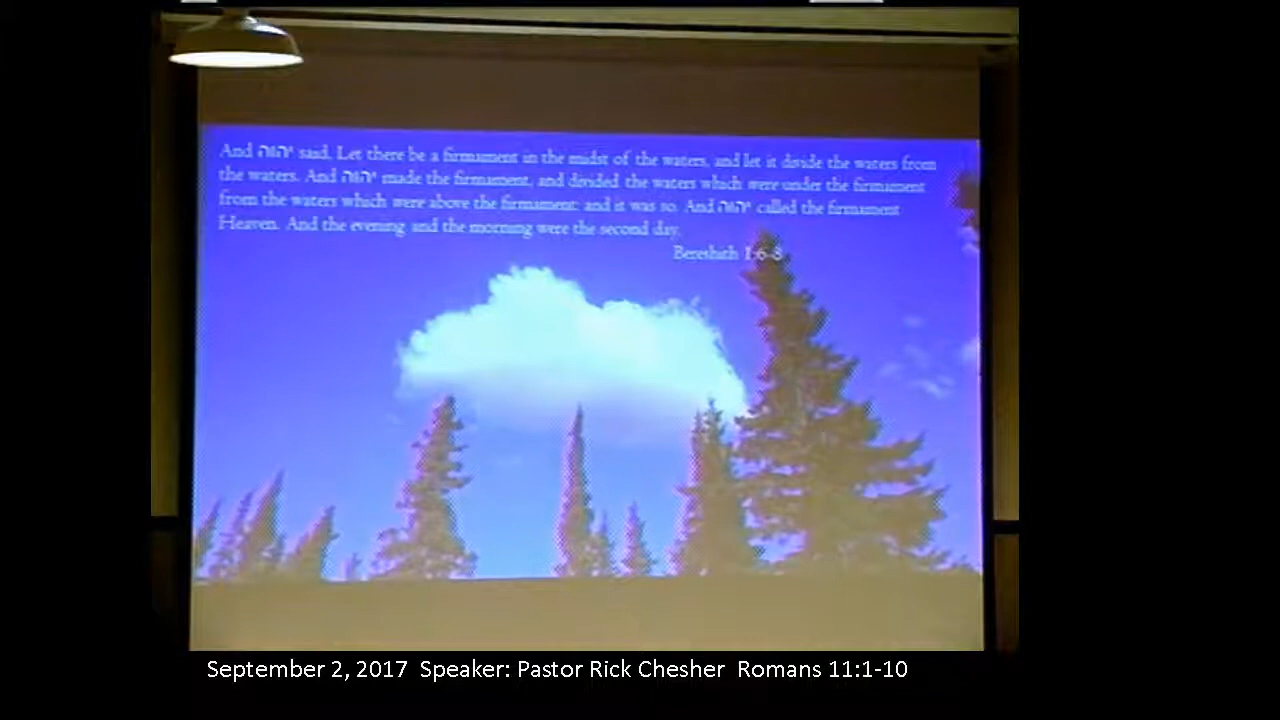 And יהוה said, Let there be a firmament in the midst of the waters, and let it divide the waters from
the waters. And יהוה made the firmament, and divided the waters which were under the firmament
from the waters which were above the firmament: and it was so. And יהוה called the firmament
Heaven. And the evening and the morning were the second day.
Bereshith 1:6-8
September 2, 2017  Speaker: Pastor Rick Chesher  Romans 11:1-10